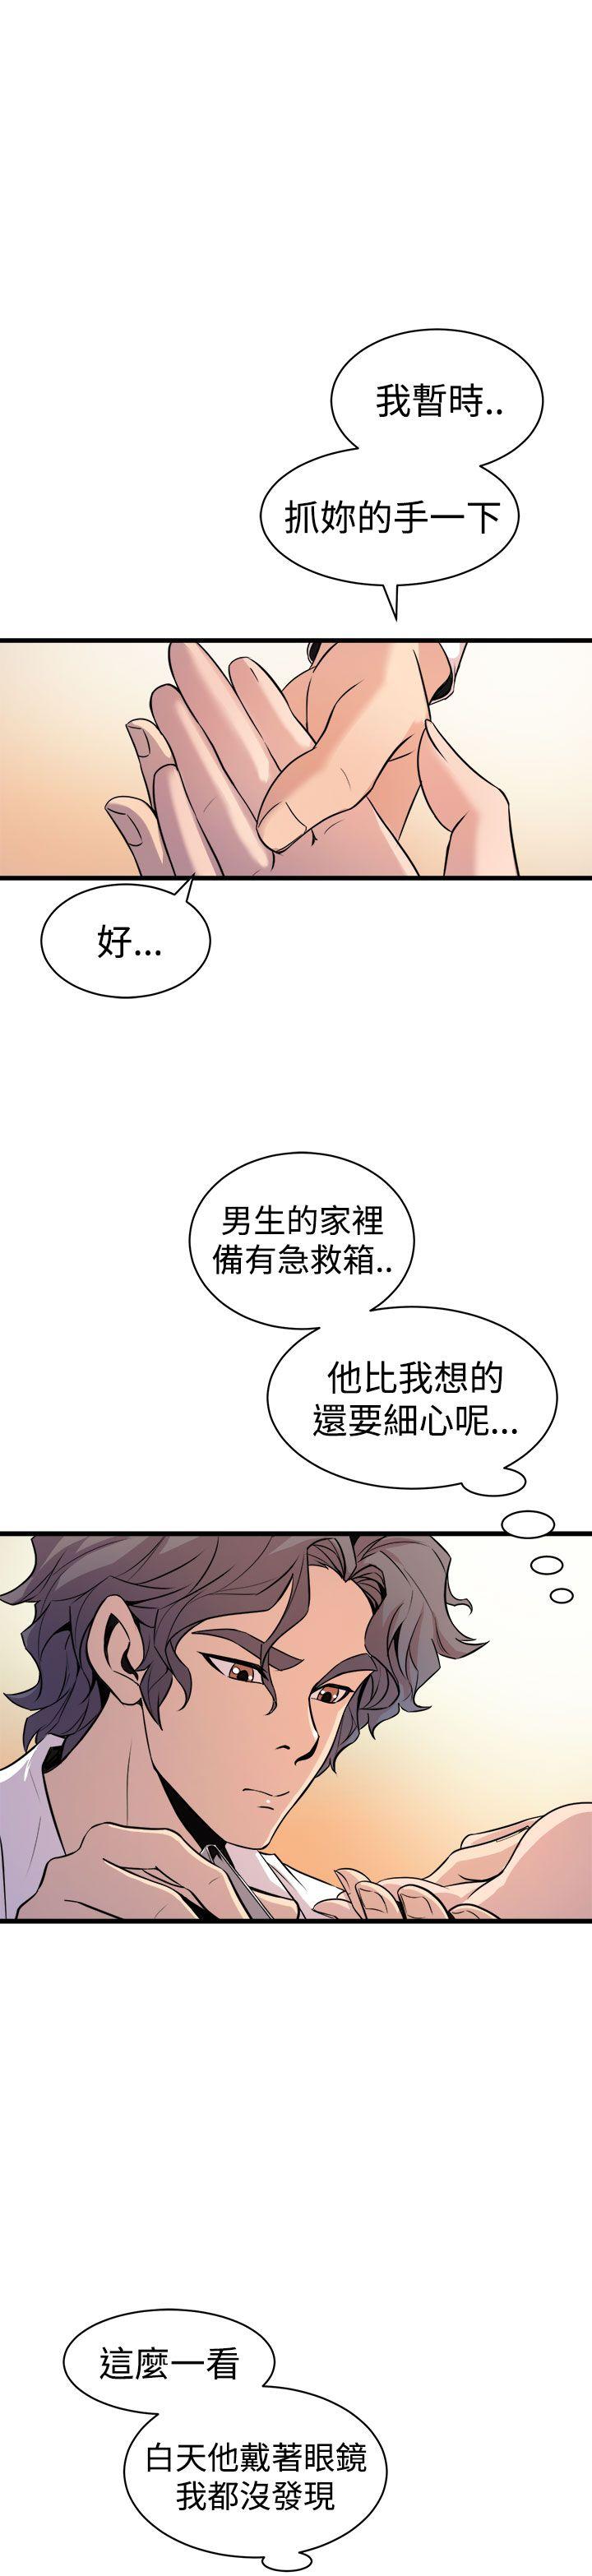 我暫時..
抓妳的手一下
好...
男生的家裡
備有急救箱..
他比我想的
還要細心呢...
這麼一看
白天他戴著眼鏡
我都沒發現